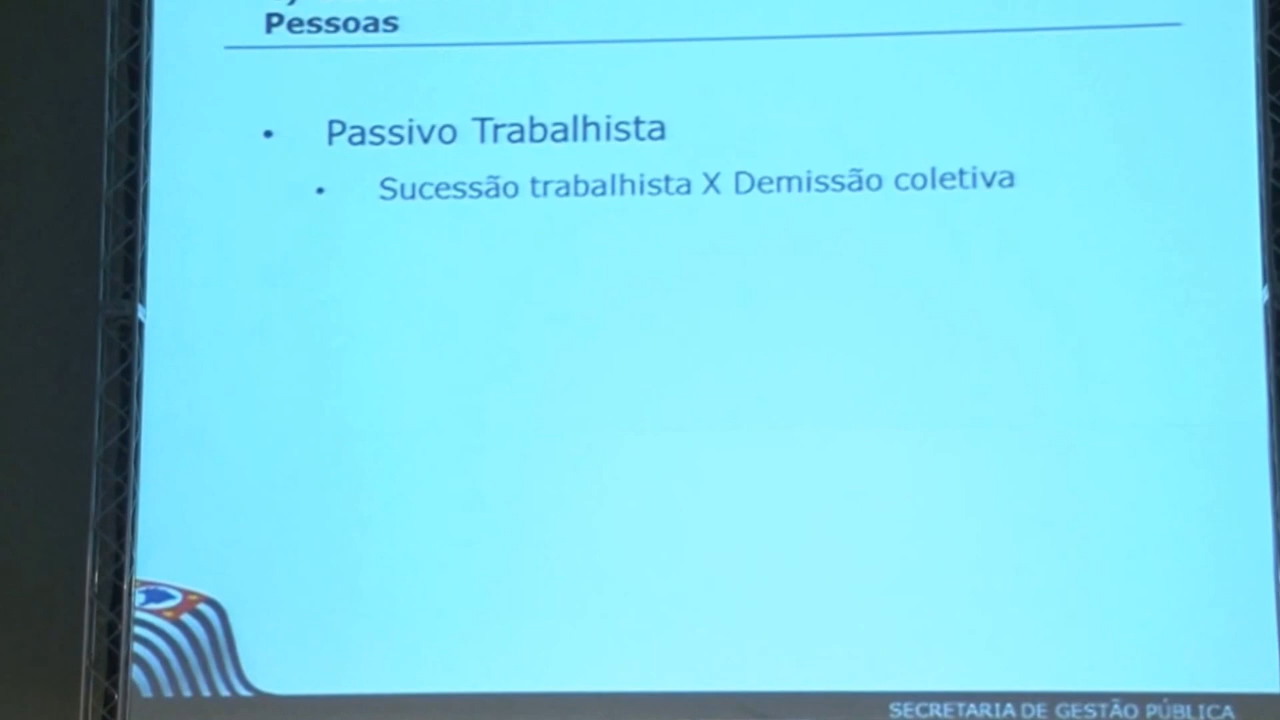 Pessoas
• Passivo Trabalhista
• Sucessão trabalhista X Demissão coletiva
SECRETARIA DE GESTÃO PÚBLICA